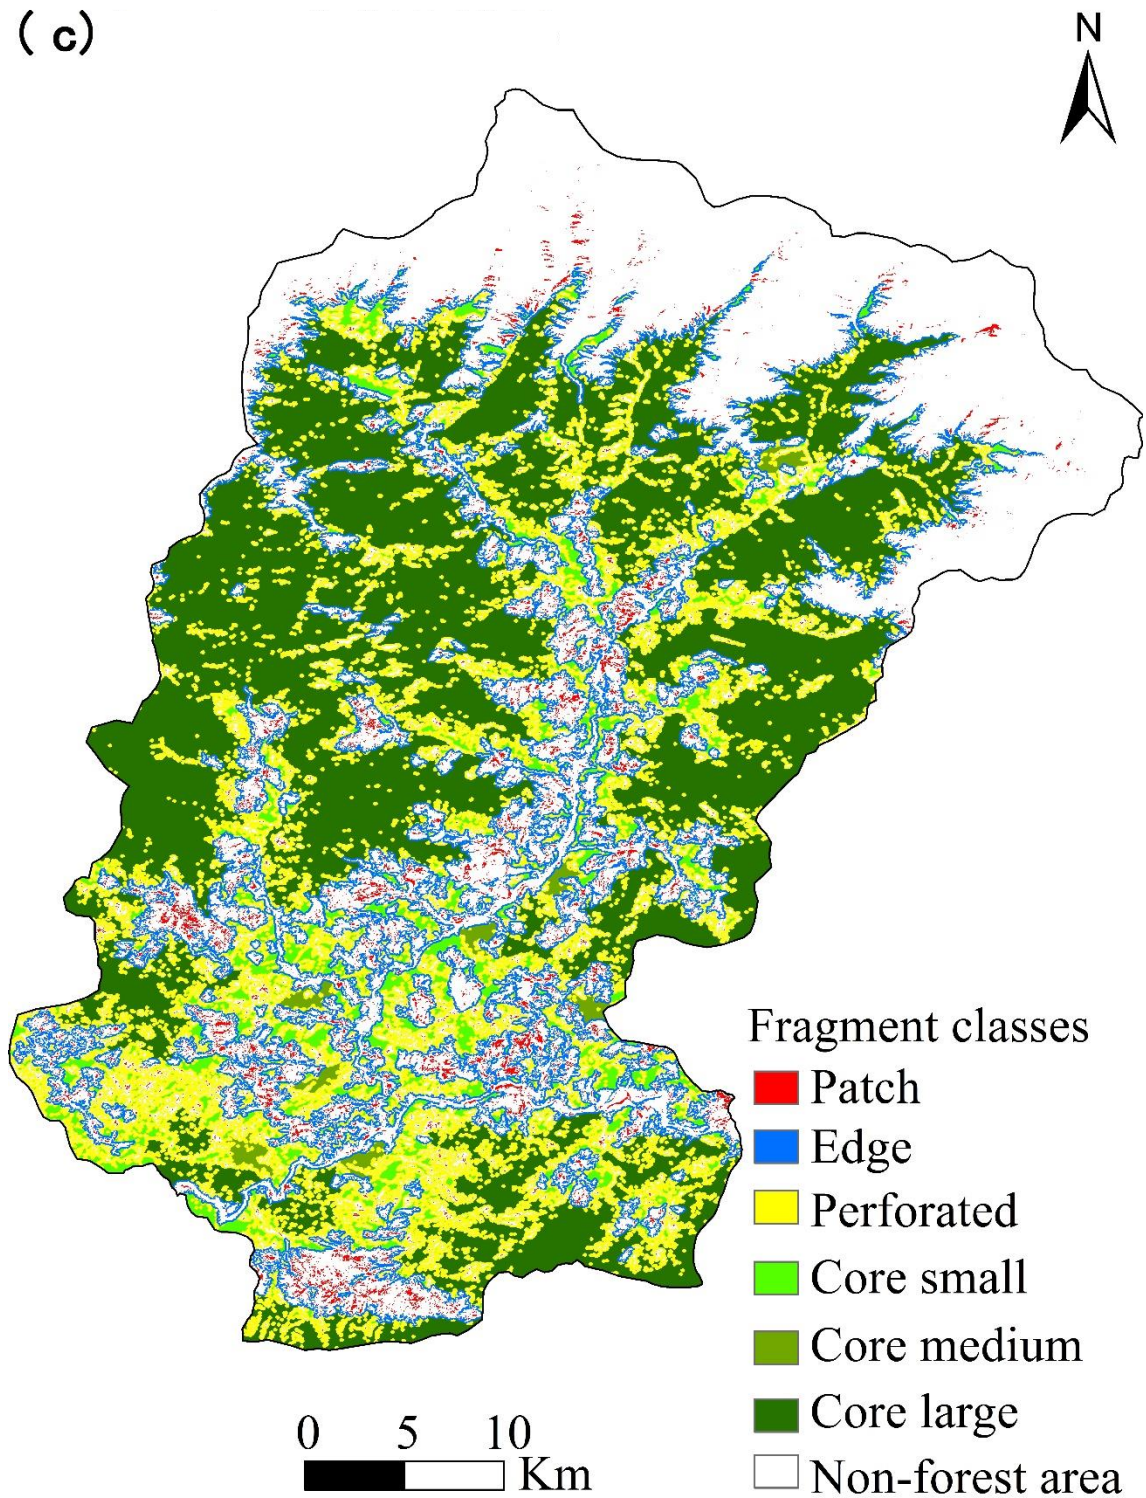 ( c)
N
Fragment classes
Patch
Edge
Perforated
Core small
Core medium
Core large
Non-forest area
0 5 10
Km